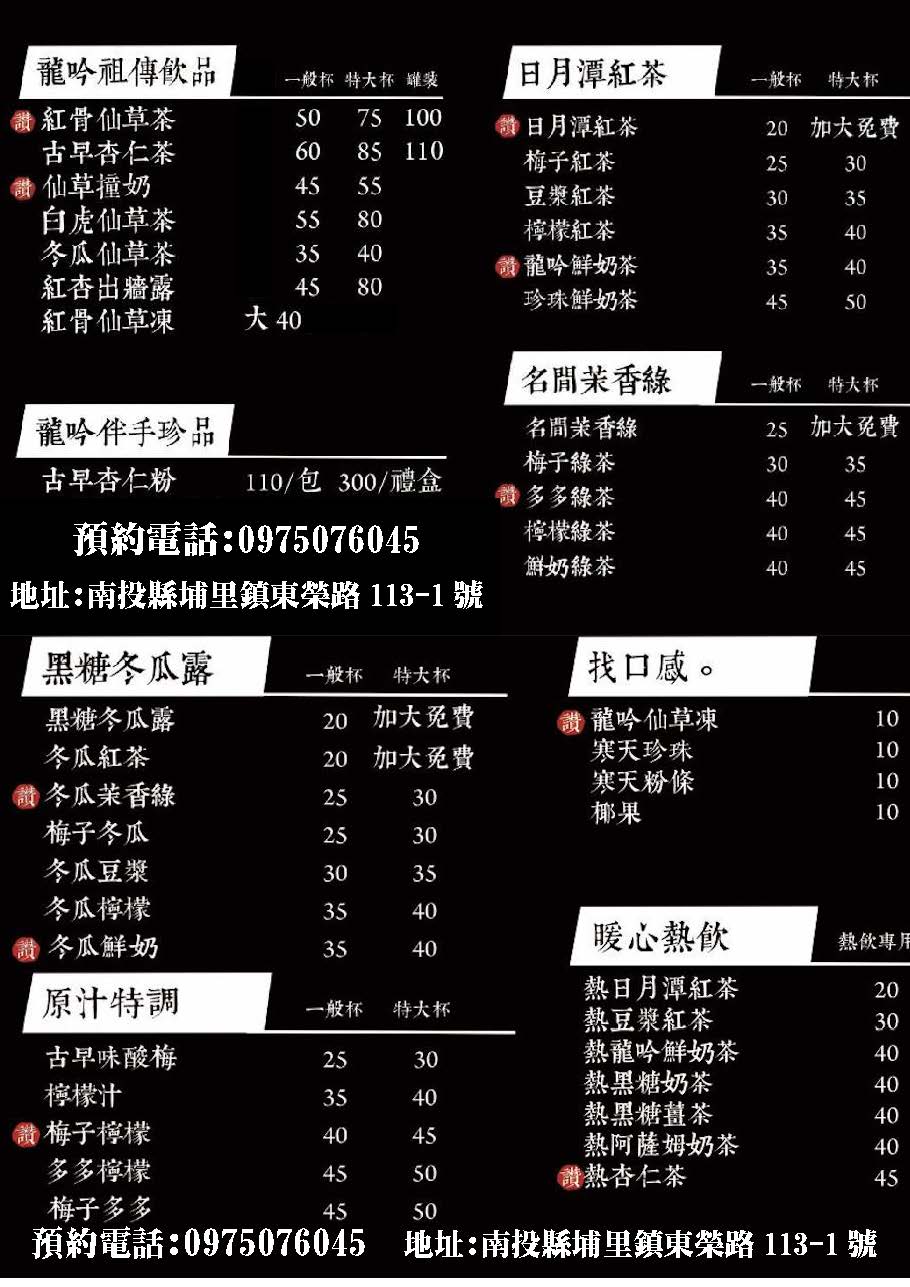 龍吟祖傳飲品 一般杯 特大杯 罐裝
讚 紅骨仙草茶 50 75 100
古早杏仁茶 60 85 110
讚 仙草撞奶 45 55
白虎仙草茶 55 80
冬瓜仙草茶 35 40
紅杏出牆露 45 80
紅骨仙草凍 大 40
龍吟伴手珍品
古早杏仁粉 110/包 300/禮盒
預約電話:0975076045
地址:南投縣埔里鎮東榮路 113-1 號
日月潭紅茶 一般杯 特大杯
讚 日月潭紅茶 20 加大免費
梅子紅茶 25 30
豆漿紅茶 30 35
檸檬紅茶 35 40
讚 龍吟鮮奶茶 35 40
珍珠鮮奶茶 45 50
名間茉香綠 一般杯 特大杯
名間茉香綠 25 加大免費
梅子綠茶 30 35
讚 多多綠茶 40 45
檸檬綠茶 40 45
鮮奶綠茶 40 45
黑糖冬瓜露 一般杯 特大杯
黑糖冬瓜露 20 加大免費
冬瓜紅茶 20 加大免費
讚 冬瓜茉香綠 25 30
梅子冬瓜 25 30
冬瓜豆漿 30 35
冬瓜檸檬 35 40
讚 冬瓜鮮奶 35 40
原汁特調 一般杯 特大杯
古早味酸梅 25 30
檸檬汁 35 40
讚 梅子檸檬 40 45
多多檸檬 45 50
梅子多多 45 50
找口感。
讚 龍吟仙草凍 10
寒天珍珠 10
寒天粉條 10
椰果 10
暖心熱飲 熱飲專用
熱日月潭紅茶 20
熱豆漿紅茶 30
熱龍吟鮮奶茶 40
熱黑糖奶茶 40
熱黑糖薑茶 40
熱阿薩姆奶茶 40
讚 熱杏仁茶 45
預約電話:0975076045 地址:南投縣埔里鎮東榮路 113-1 號